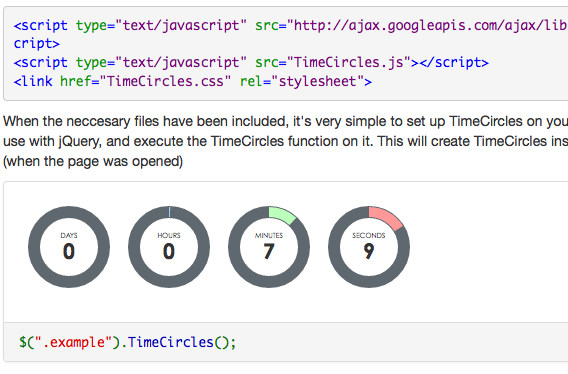 <script type="text/javascript" src="http://ajax.googleapis.com/ajax/lib
cript>
<script type="text/javascript" src="TimeCircles.js"></script>
<link href="TimeCircles.css" rel="stylesheet">
When the neccesary files have been included, it's very simple to set up TimeCircles on you
use with jQuery, and execute the TimeCircles function on it. This will create TimeCircles ins
(when the page was opened)
DAYS HOURS MINUTES SECONDS
0 0 7 9
$(".example").TimeCircles();